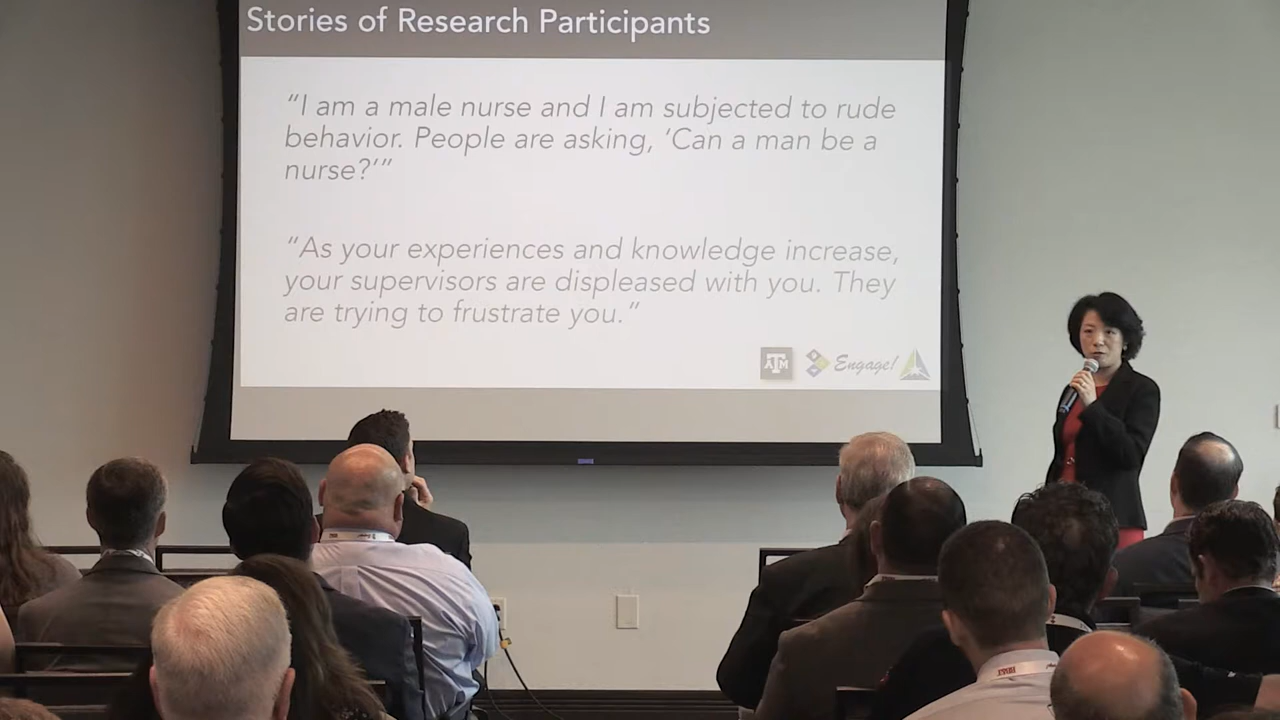 Stories of Research Participants
“I am a male nurse and I am subjected to rude
behavior. People are asking, ‘Can a man be a
nurse?’”
“As your experiences and knowledge increase,
your supervisors are displeased with you. They
are trying to frustrate you.”
ATM
Engage!